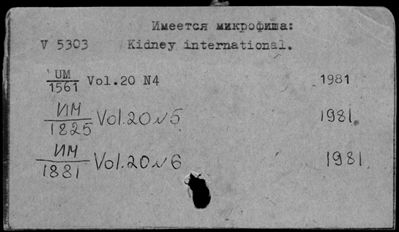 Имеется микрофиша:
V 5303 Kidney international.
UM/1561 Vol.20 N4 1981
ИМ/1825 Vol.20 N5 1981.
ИМ/1881 Vol.20 N6 1981